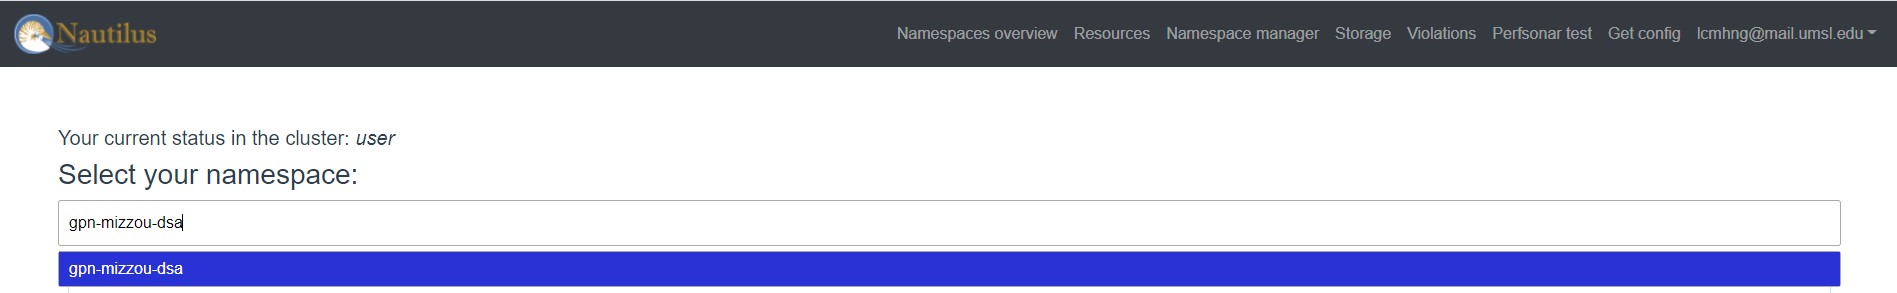 Nautilus
Namespaces overview Resources Namespace manager Storage Violations Perfsonar test Get config lcmhng@mail.umsl.edu
Your current status in the cluster: user
Select your namespace:
gpn-mizzou-dsa
gpn-mizzou-dsa